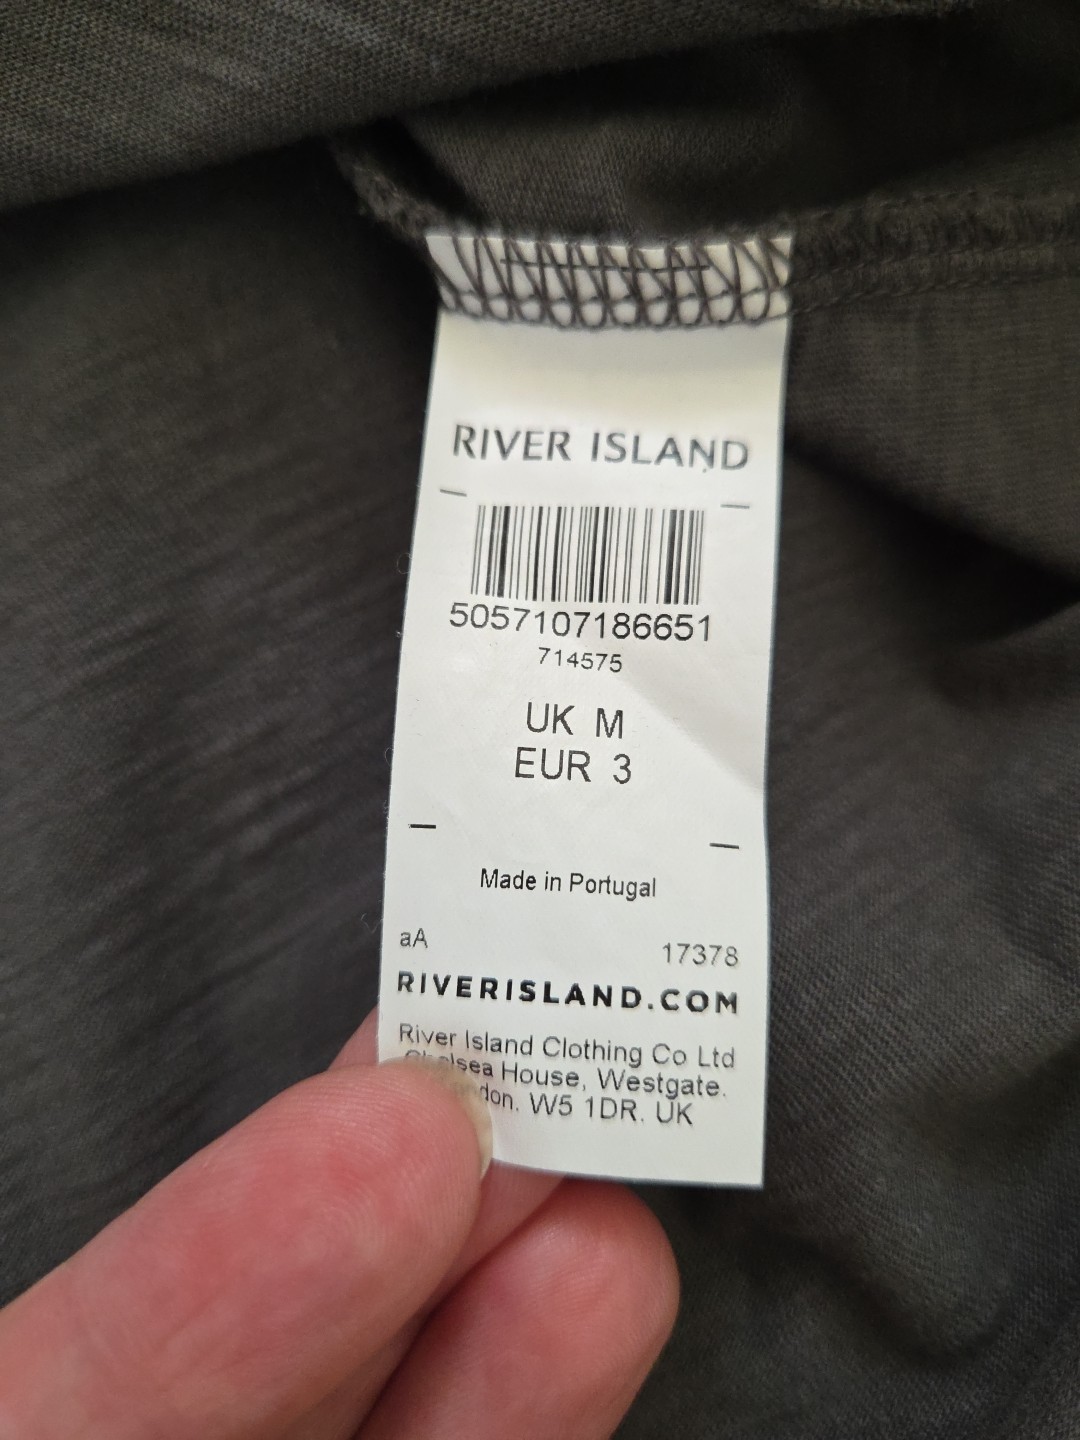 RIVER ISLAND
5057107186651
714575
UK M
EUR 3
Made in Portugal
aA 17378
RIVERISLAND.COM
River Island Clothing Co Ltd
Chelsea House, Westgate.
W5 1DR. UK